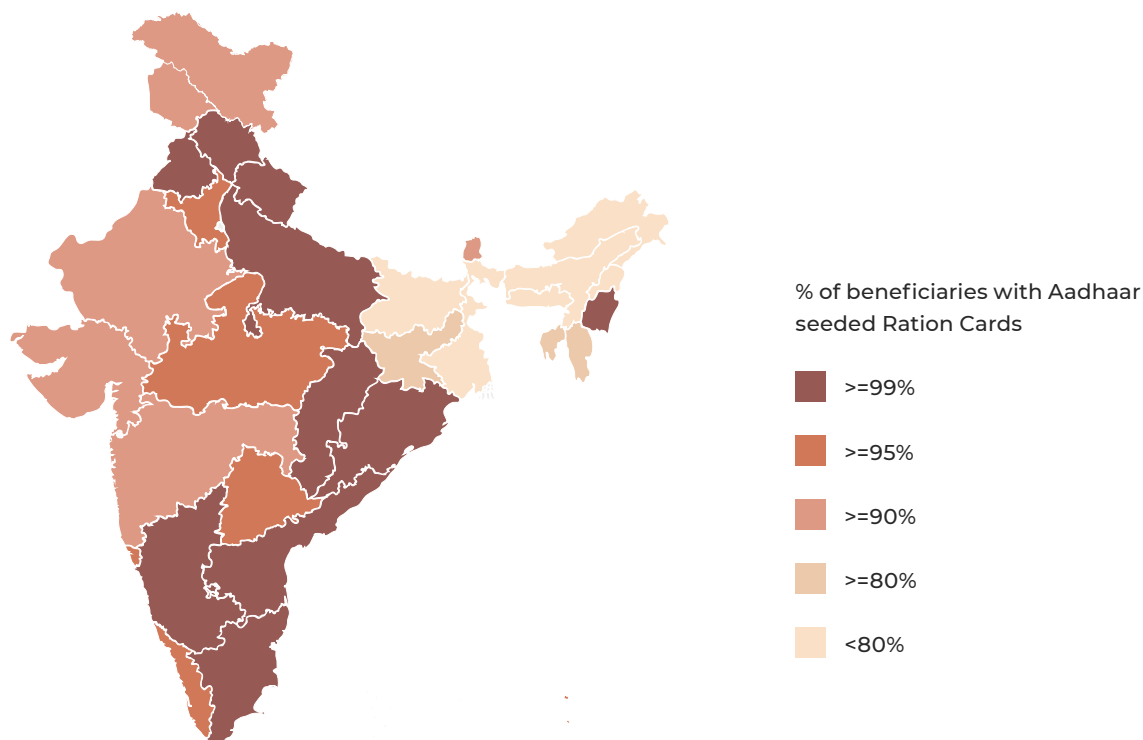 % of beneficiaries with Aadhaar
seeded Ration Cards
>=99%
>=95%
>=90%
>=80%
<80%